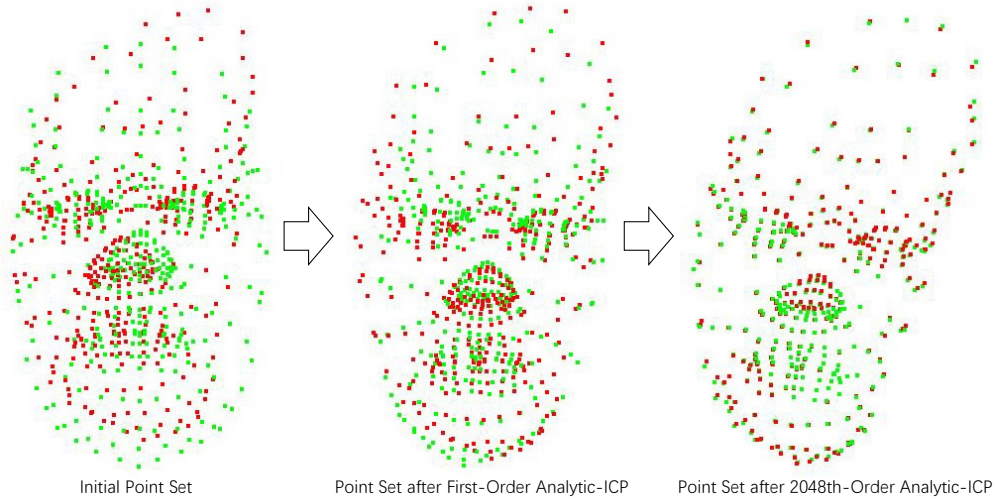 Initial Point Set
Point Set after First-Order Analytic-ICP
Point Set after 2048th-Order Analytic-ICP